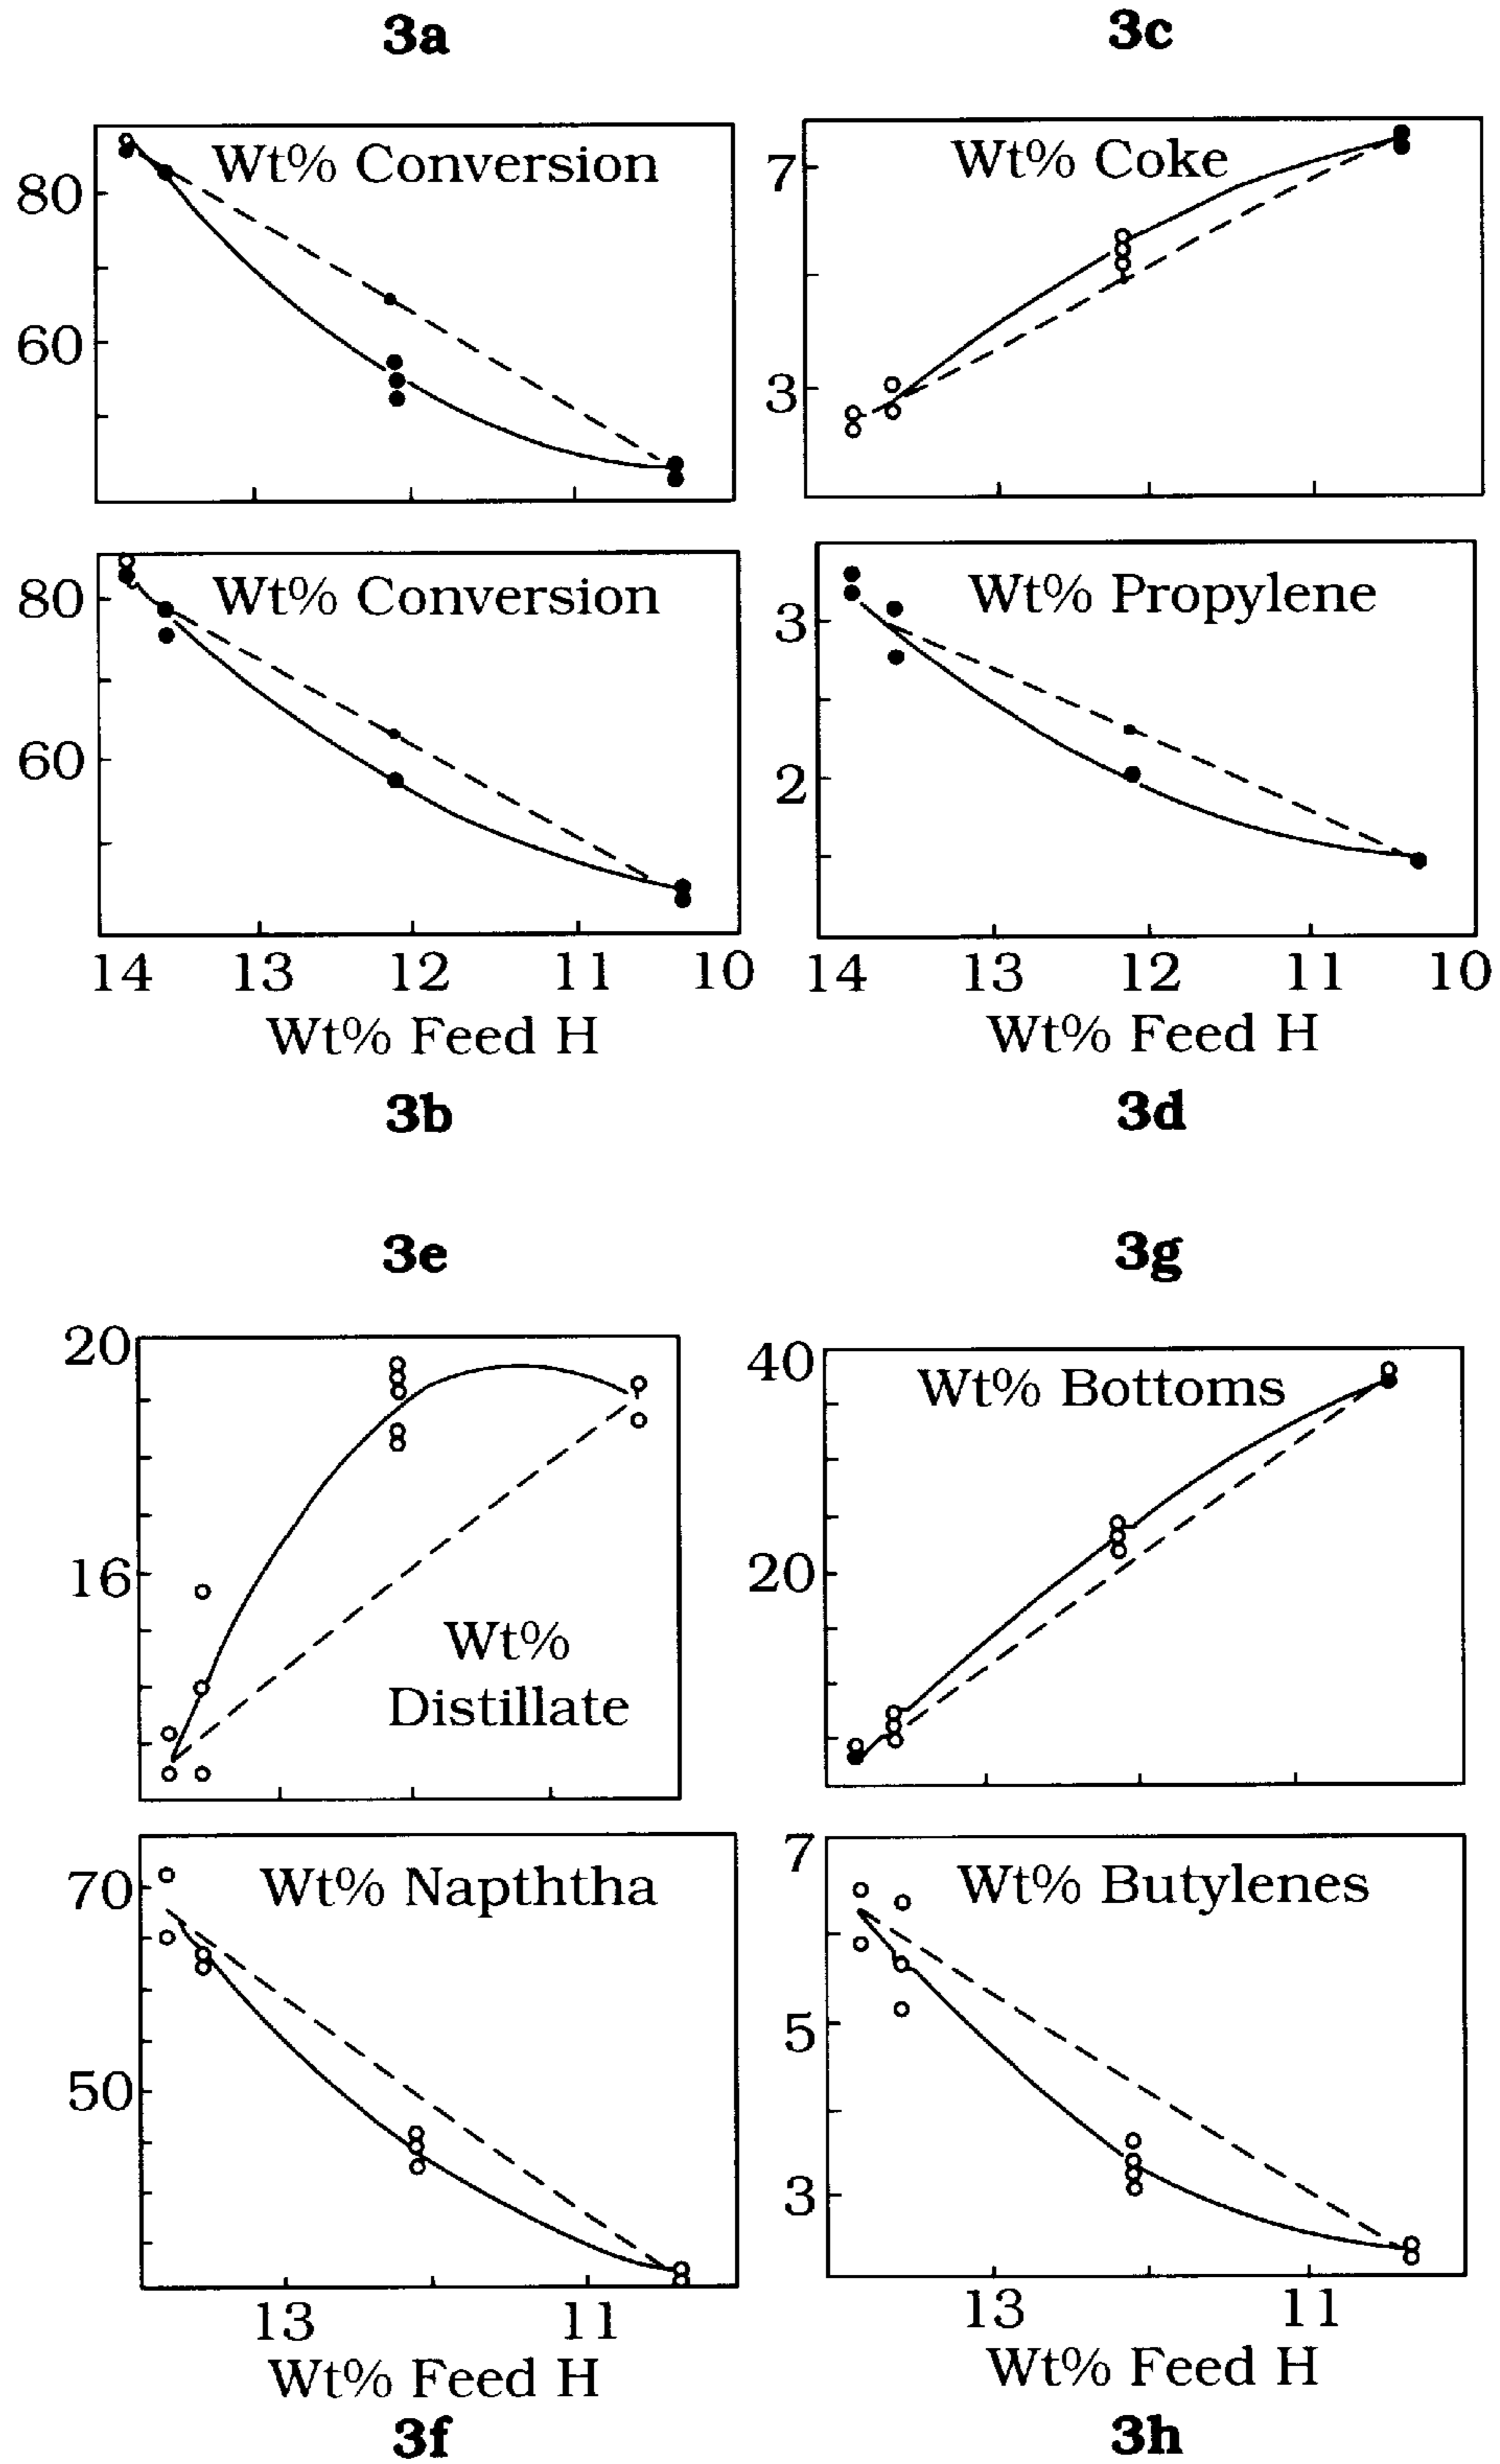 3a
3c
Wt% Conversion
80
60
Wt% Coke
7
3
Wt% Conversion
80
60
14 13 12 11 10
Wt% Feed H
3b
Wt% Propylene
3
2
14 13 12 11 10
Wt% Feed H
3d
3e
3g
20
16
Wt%
Distillate
40
Wt% Bottoms
20
70
Wt% Napththa
50
13 11
Wt% Feed H
3f
7
Wt% Butylenes
5
3
13 11
Wt% Feed H
3h